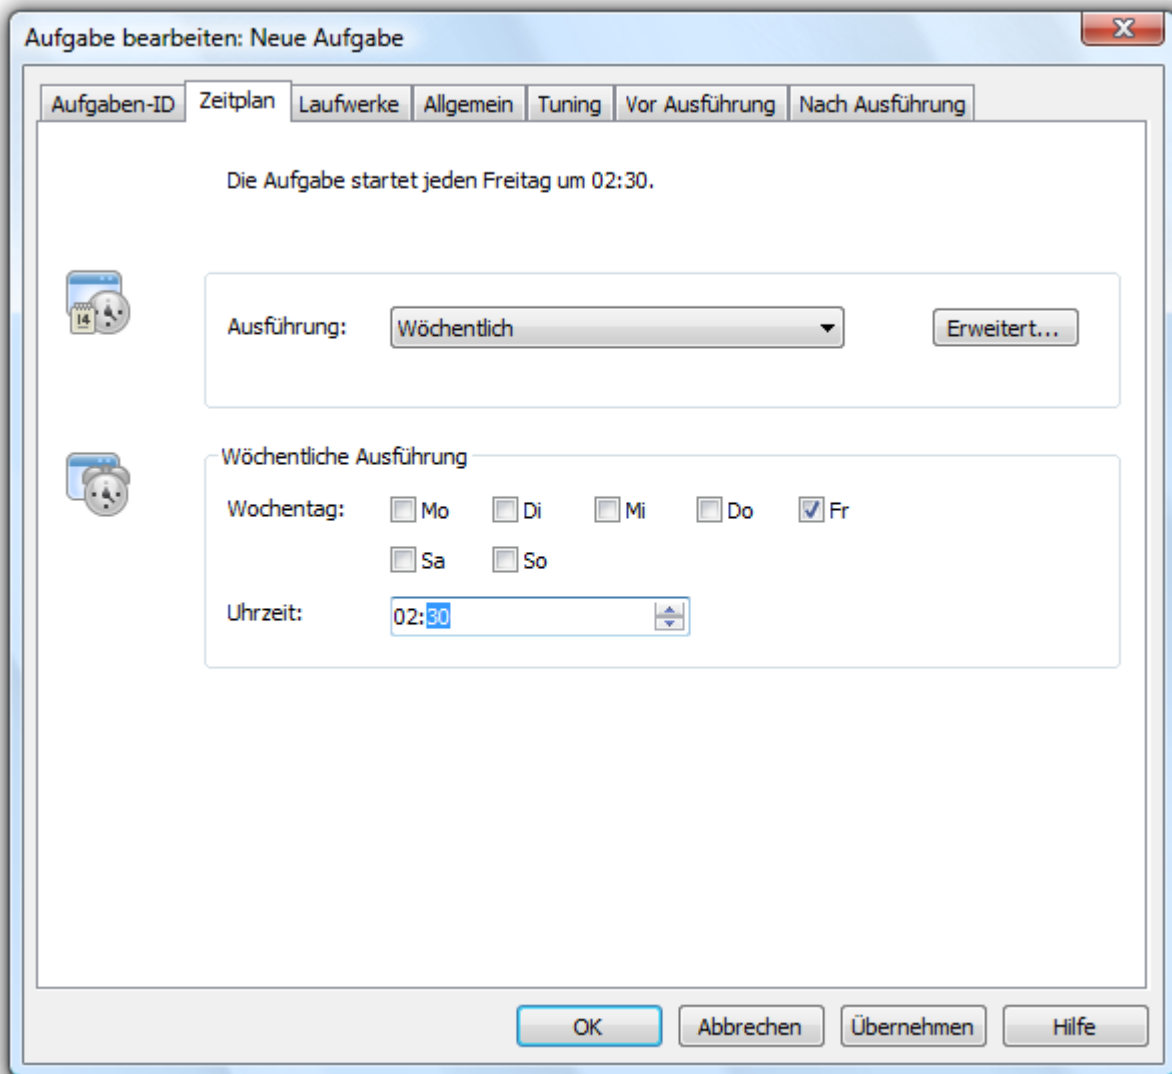 Aufgabe bearbeiten: Neue Aufgabe
X
Aufgaben-ID Zeitplan Laufwerke Allgemein Tuning Vor Ausführung Nach Ausführung
Die Aufgabe startet jeden Freitag um 02:30.
14
Ausführung: Wöchentlich Erweitert...
Wöchentliche Ausführung
Wochentag: Mo Di Mi Do Fr
Sa So
Uhrzeit: 02:30
OK Abbrechen Übernehmen Hilfe